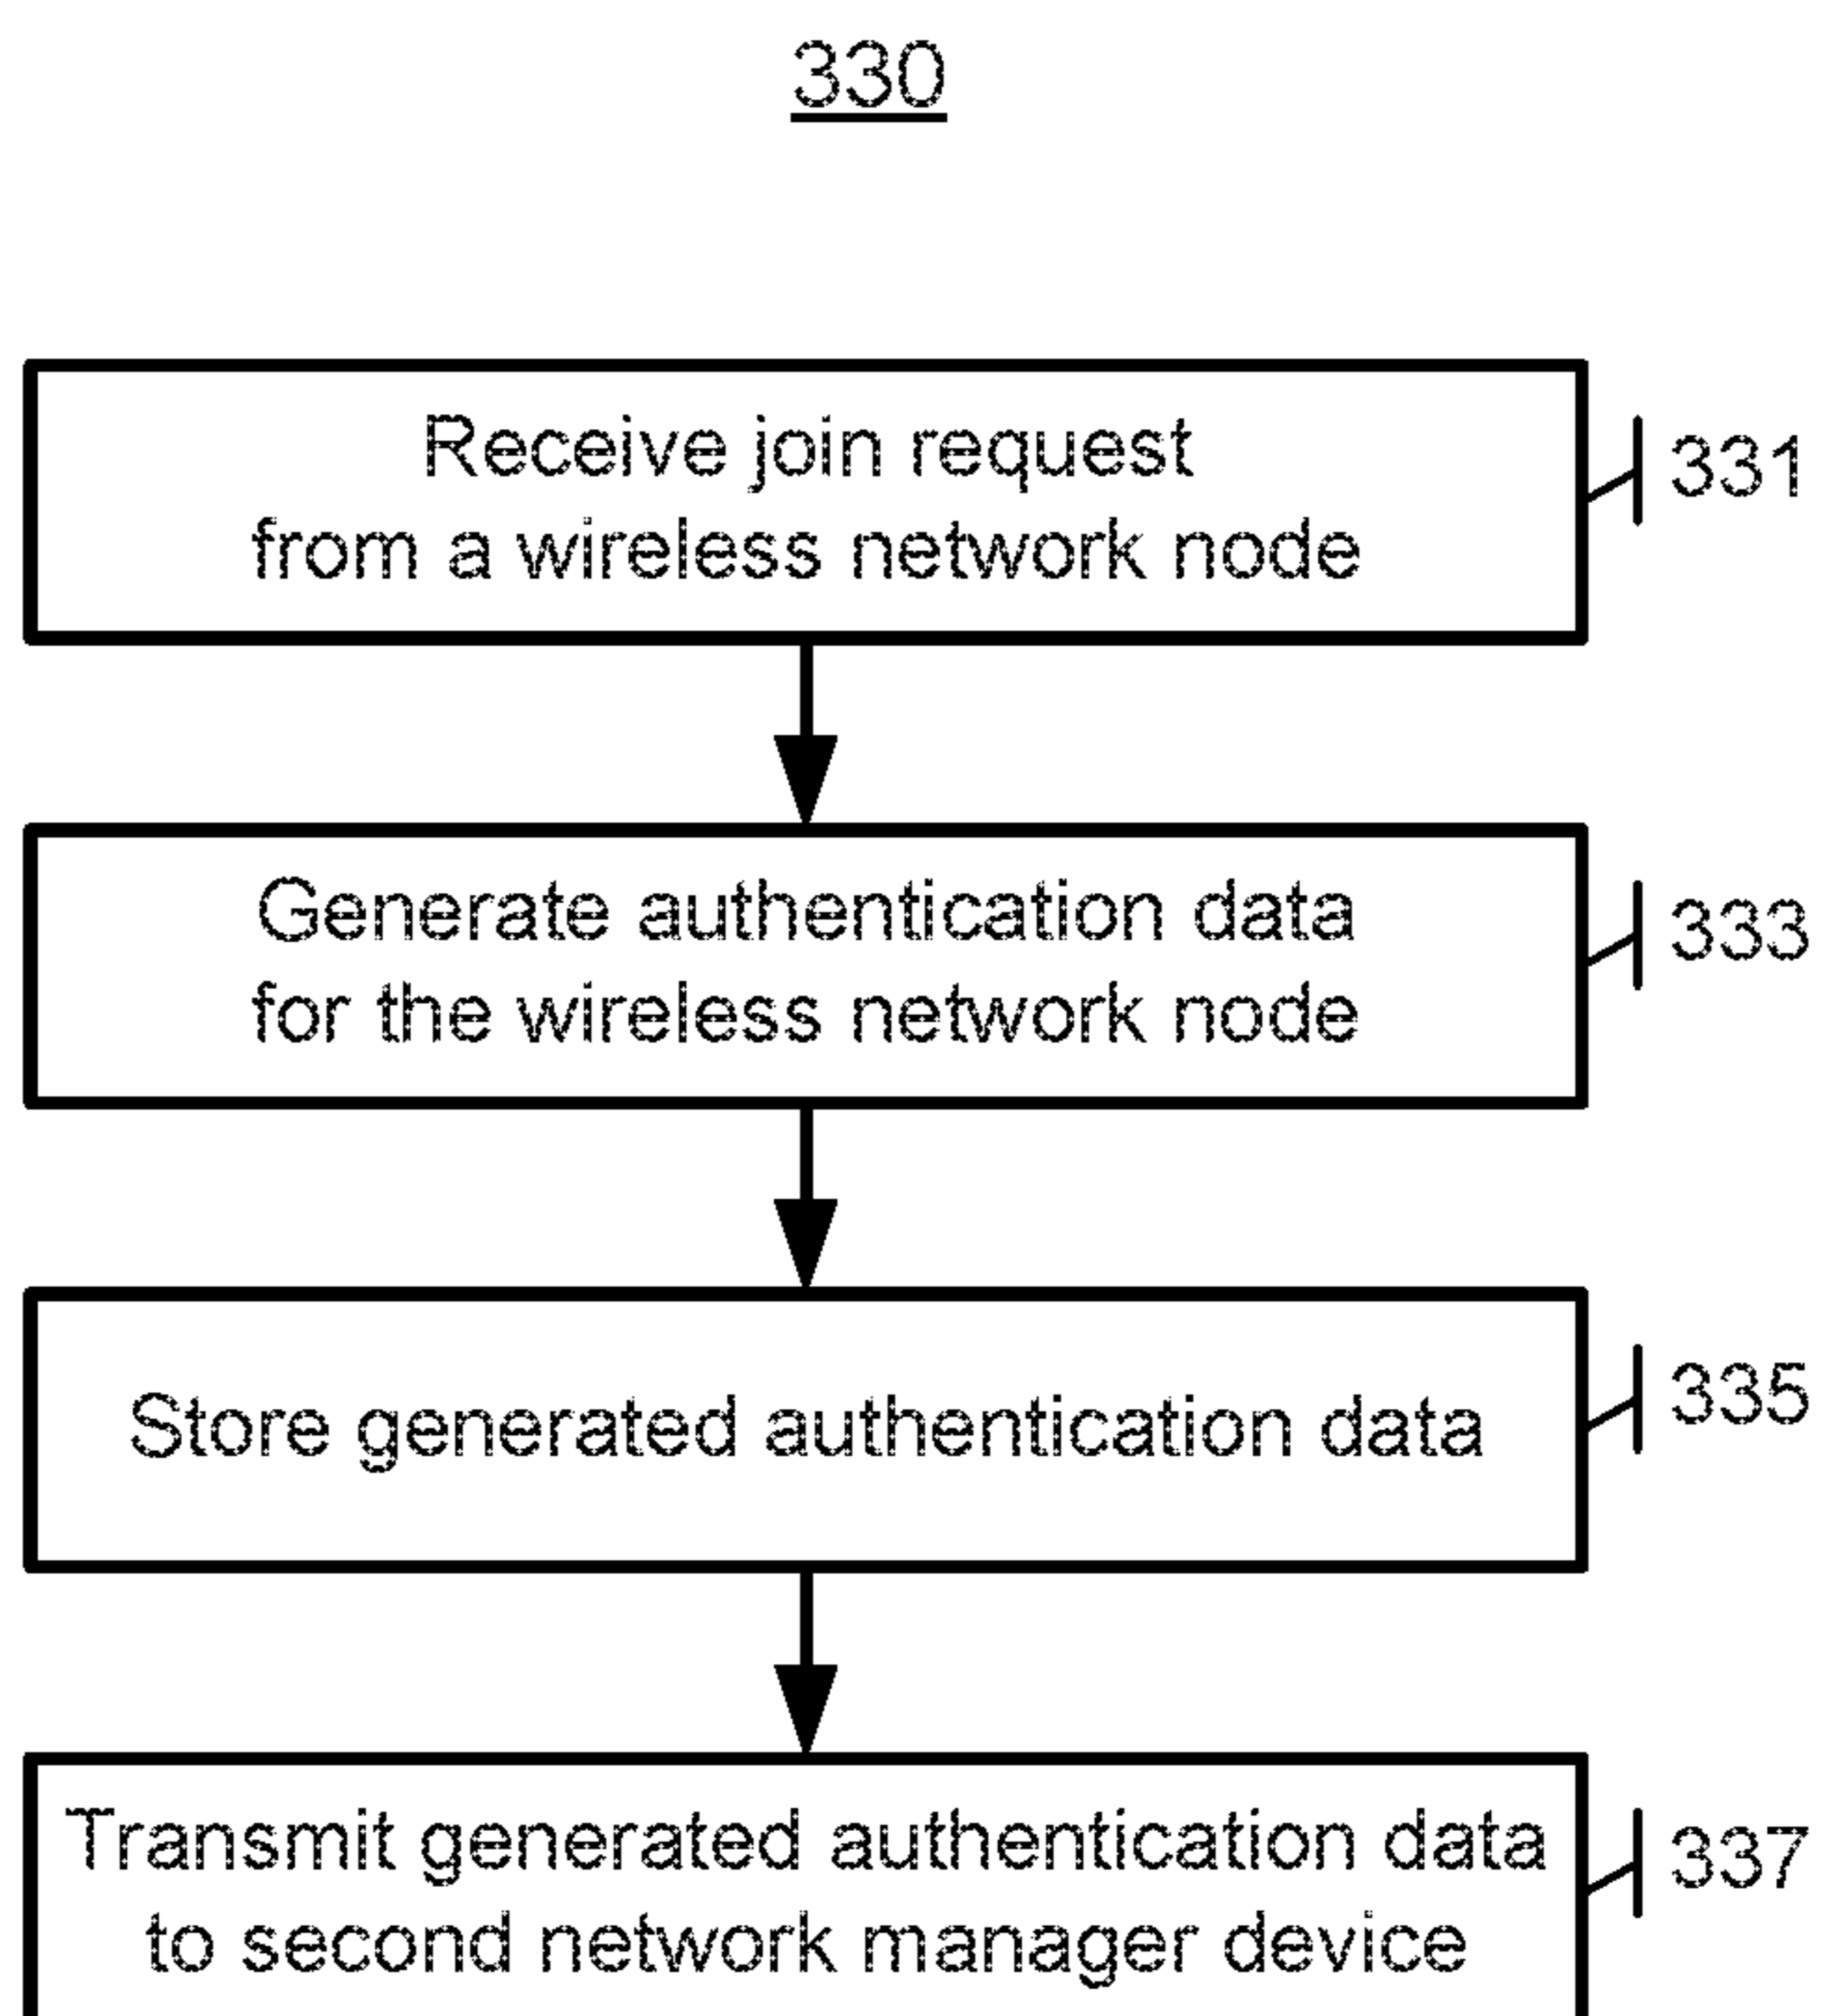 330
Receive join request
from a wireless network node
331
Generate authentication data
for the wireless network node
333
Store generated authentication data
335
Transmit generated authentication data
to second network manager device
337